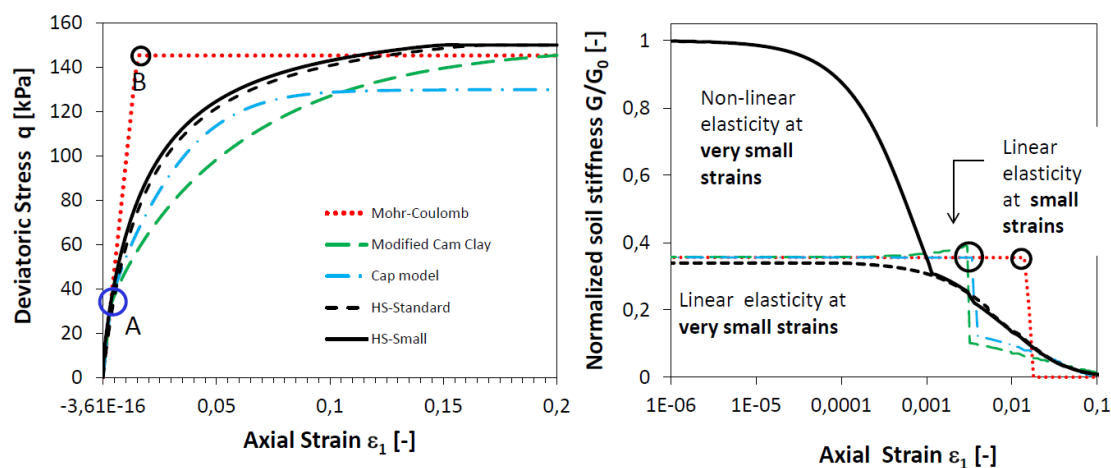 Deviatoric Stress q [kPa]
160
140
120
100
80
60
40
20
0
B
A
Mohr-Coulomb
Modified Cam Clay
Cap model
HS-Standard
HS-Small
-3,61E-16
0,05
0,1
0,15
0,2
Axial Strain ε1 [-]
Normalized soil stiffness G/G0 [-]
1
0,8
0,6
0,4
0,2
0
Non-linear
elasticity at
very small
strains
Linear
elasticity
at small
strains
Linear elasticity at
very small strains
1E-06
1E-05
0,0001
0,001
0,01
0,1
Axial Strain ε1 [-]